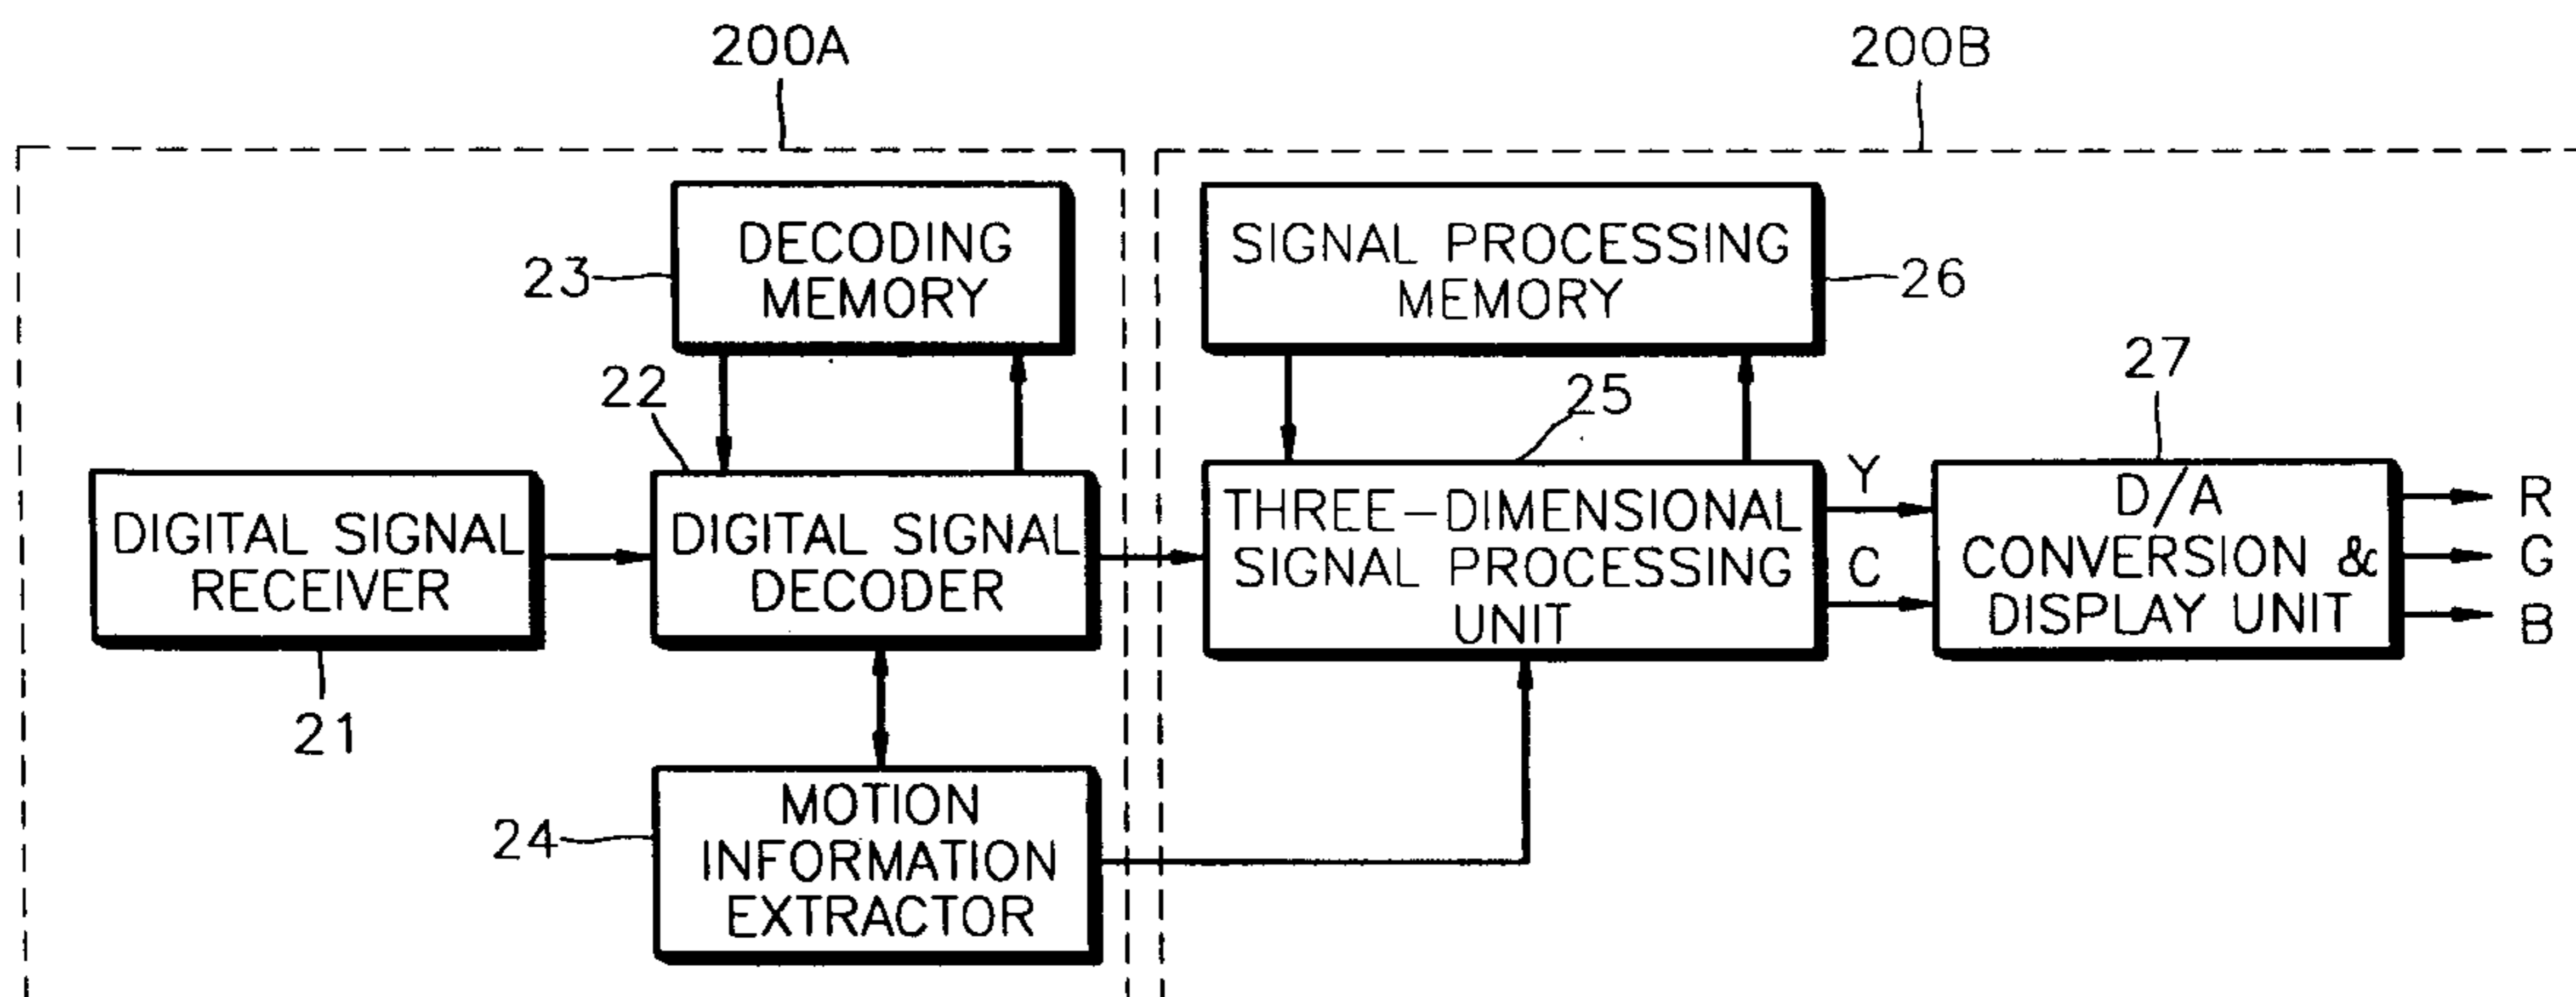 200A
200B
DECODING
MEMORY
23
SIGNAL PROCESSING
MEMORY
26
22
25
27
DIGITAL SIGNAL
RECEIVER
21
DIGITAL SIGNAL
DECODER
THREE-DIMENSIONAL
SIGNAL PROCESSING
UNIT
Y
C
D/A
CONVERSION &
DISPLAY UNIT
R
G
B
24
MOTION
INFORMATION
EXTRACTOR